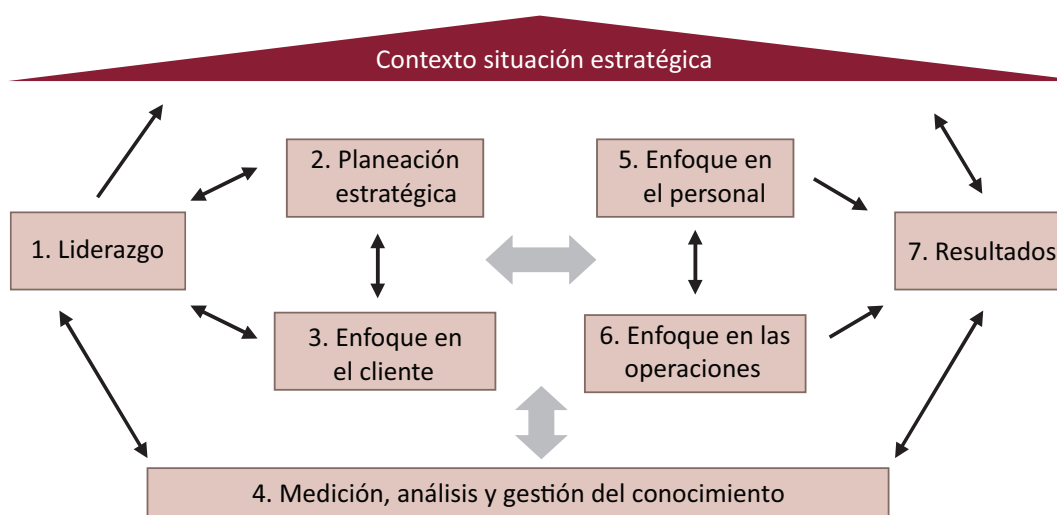 Contexto situación estratégica
2. Planeación
estratégica
5. Enfoque en
el personal
1. Liderazgo
7. Resultados
3. Enfoque en
el cliente
6. Enfoque en las
operaciones
4. Medición, análisis y gestión del conocimiento